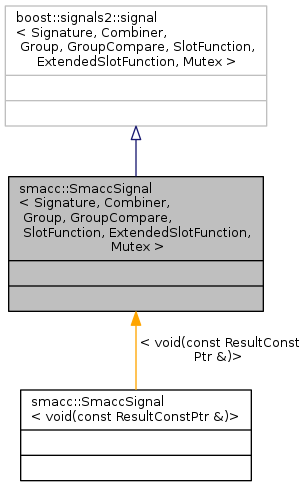 boost::signals2::signal
< Signature, Combiner,
Group, GroupCompare, SlotFunction,
ExtendedSlotFunction, Mutex >
smacc::SmaccSignal
< Signature, Combiner,
Group, GroupCompare,
SlotFunction, ExtendedSlotFunction,
Mutex >
< void(const ResultConst
Ptr &)>
smacc::SmaccSignal
< void(const ResultConstPtr &)>